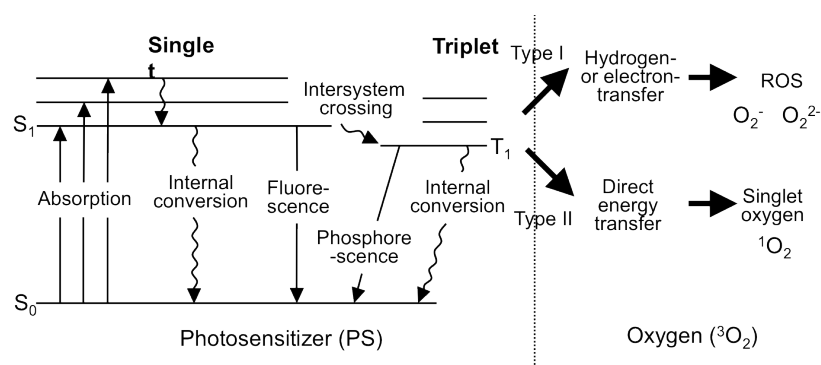 Single
t
Triplet
Type I
Hydrogen-
or electron-
transfer
ROS
O₂⁻ O₂²⁻
Intersystem
crossing
S₁
T₁
Absorption
Internal
conversion
Fluore-
scence
Phosphore
-scence
Internal
conversion
Type II
Direct
energy
transfer
Singlet
oxygen
¹O₂
S₀
Photosensitizer (PS)
Oxygen (³O₂)